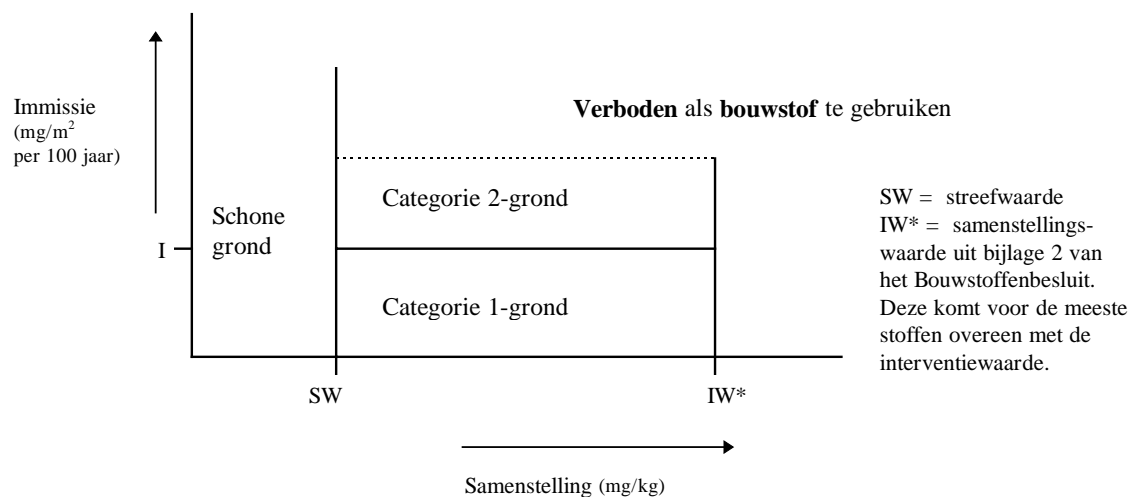 Immissie
(mg/m²
per 100 jaar)
Verboden als bouwstof te gebruiken
Categorie 2-grond
Schone
grond
I
Categorie 1-grond
SW = streefwaarde
IW* = samenstellings-
waarde uit bijlage 2 van
het Bouwstoffenbesluit.
Deze komt voor de meeste
stoffen overeen met de
interventiewaarde.
SW
IW*
Samenstelling (mg/kg)